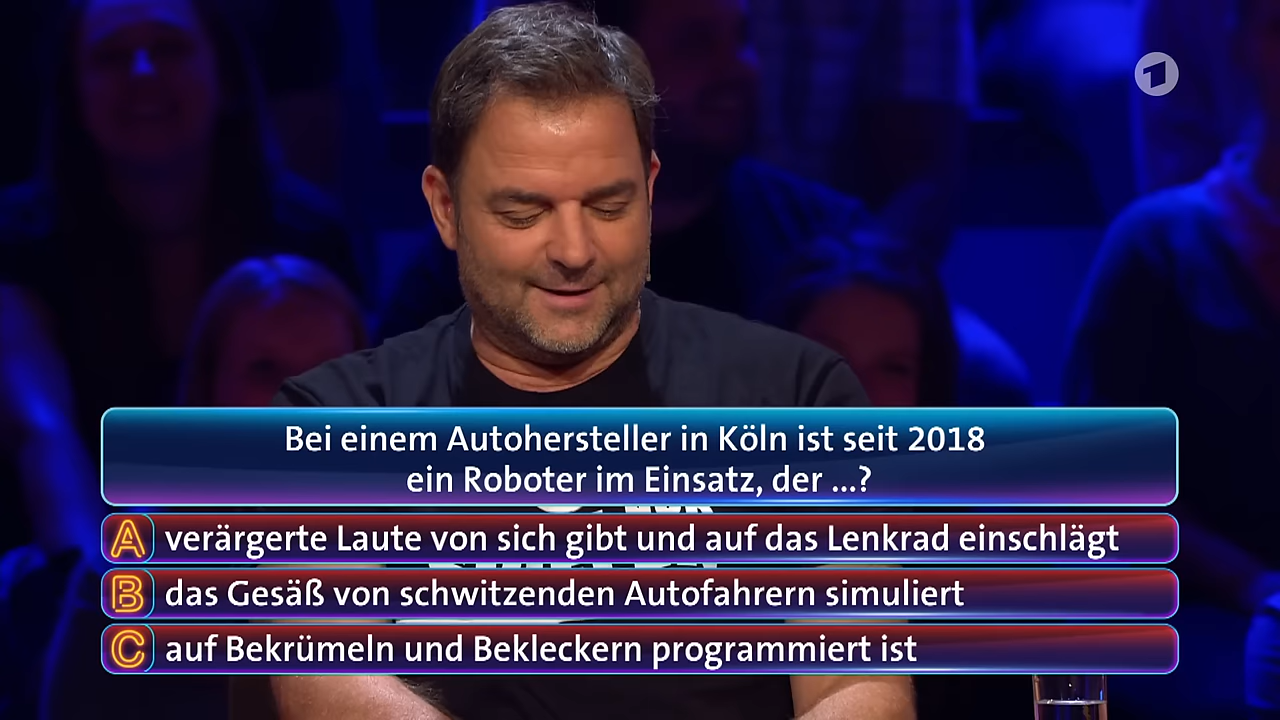 1
Bei einem Autohersteller in Köln ist seit 2018
ein Roboter im Einsatz, der ...?
A verärgerte Laute von sich gibt und auf das Lenkrad einschlägt
B das Gesäß von schwitzenden Autofahrern simuliert
C auf Bekrümeln und Bekleckern programmiert ist